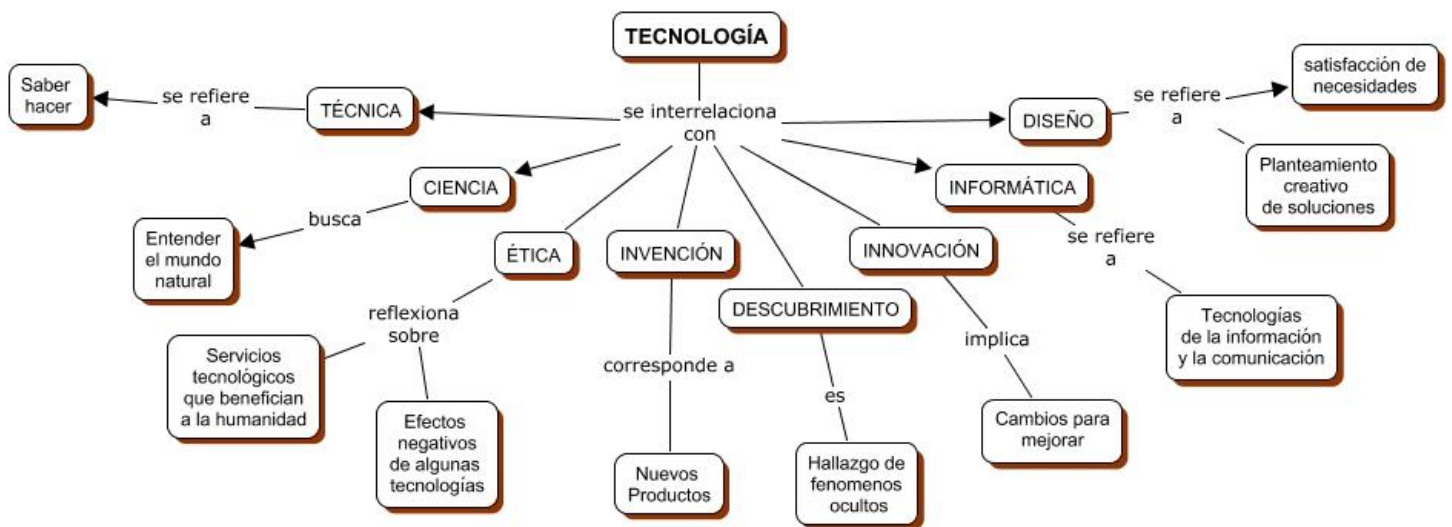 TECNOLOGÍA
se interrelaciona
con
TÉCNICA
se refiere
a
Saber
hacer
CIENCIA
busca
Entender
el mundo
natural
ÉTICA
reflexiona
sobre
Servicios
tecnológicos
que benefician
a la humanidad
Efectos
negativos
de algunas
tecnologías
INVENCIÓN
corresponde a
Nuevos
Productos
DESCUBRIMIENTO
es
Hallazgo de
fenomenos
ocultos
INNOVACIÓN
implica
Cambios para
mejorar
INFORMÁTICA
se refiere
a
Tecnologías
de la información
y la comunicación
DISEÑO
se refiere
a
satisfacción de
necesidades
Planteamiento
creativo
de soluciones